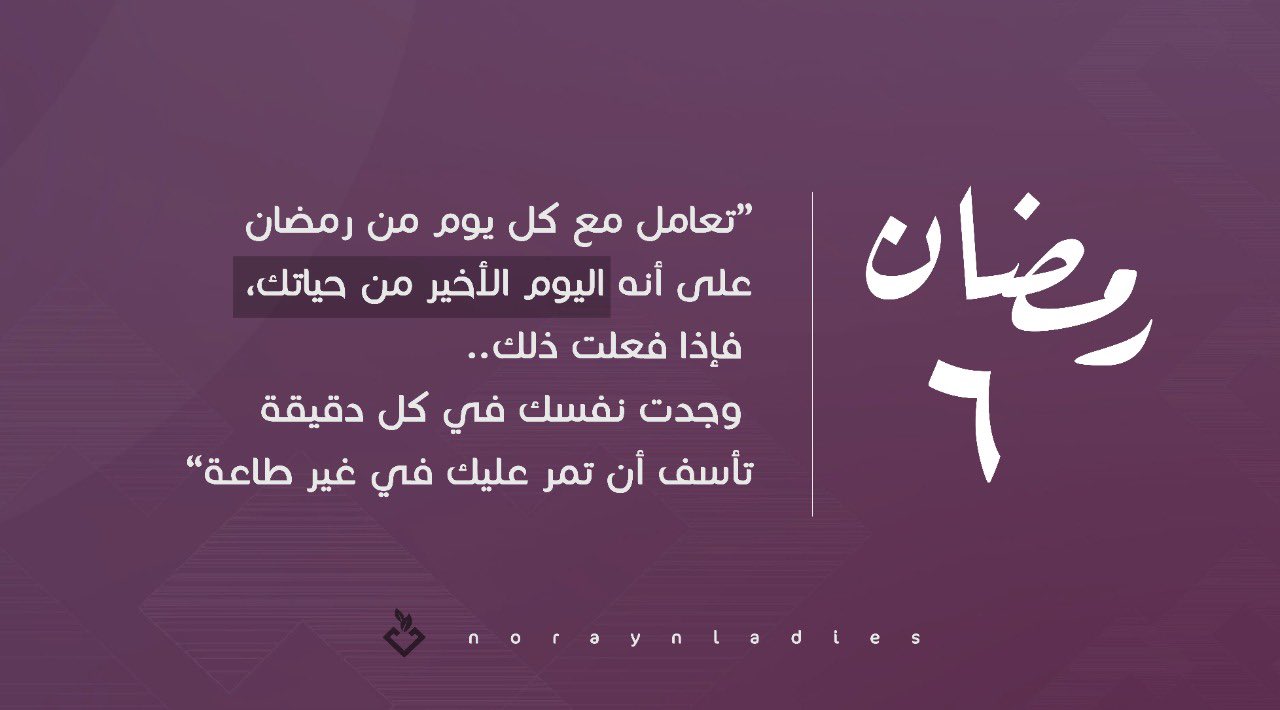 رمضان
٦
”تعامل مع كل يوم من رمضان
على أنه اليوم الأخير من حياتك،
فإذا فعلت ذلك..
وجدت نفسك في كل دقيقة
تأسف أن تمر عليك في غير طاعة“
noraynladies